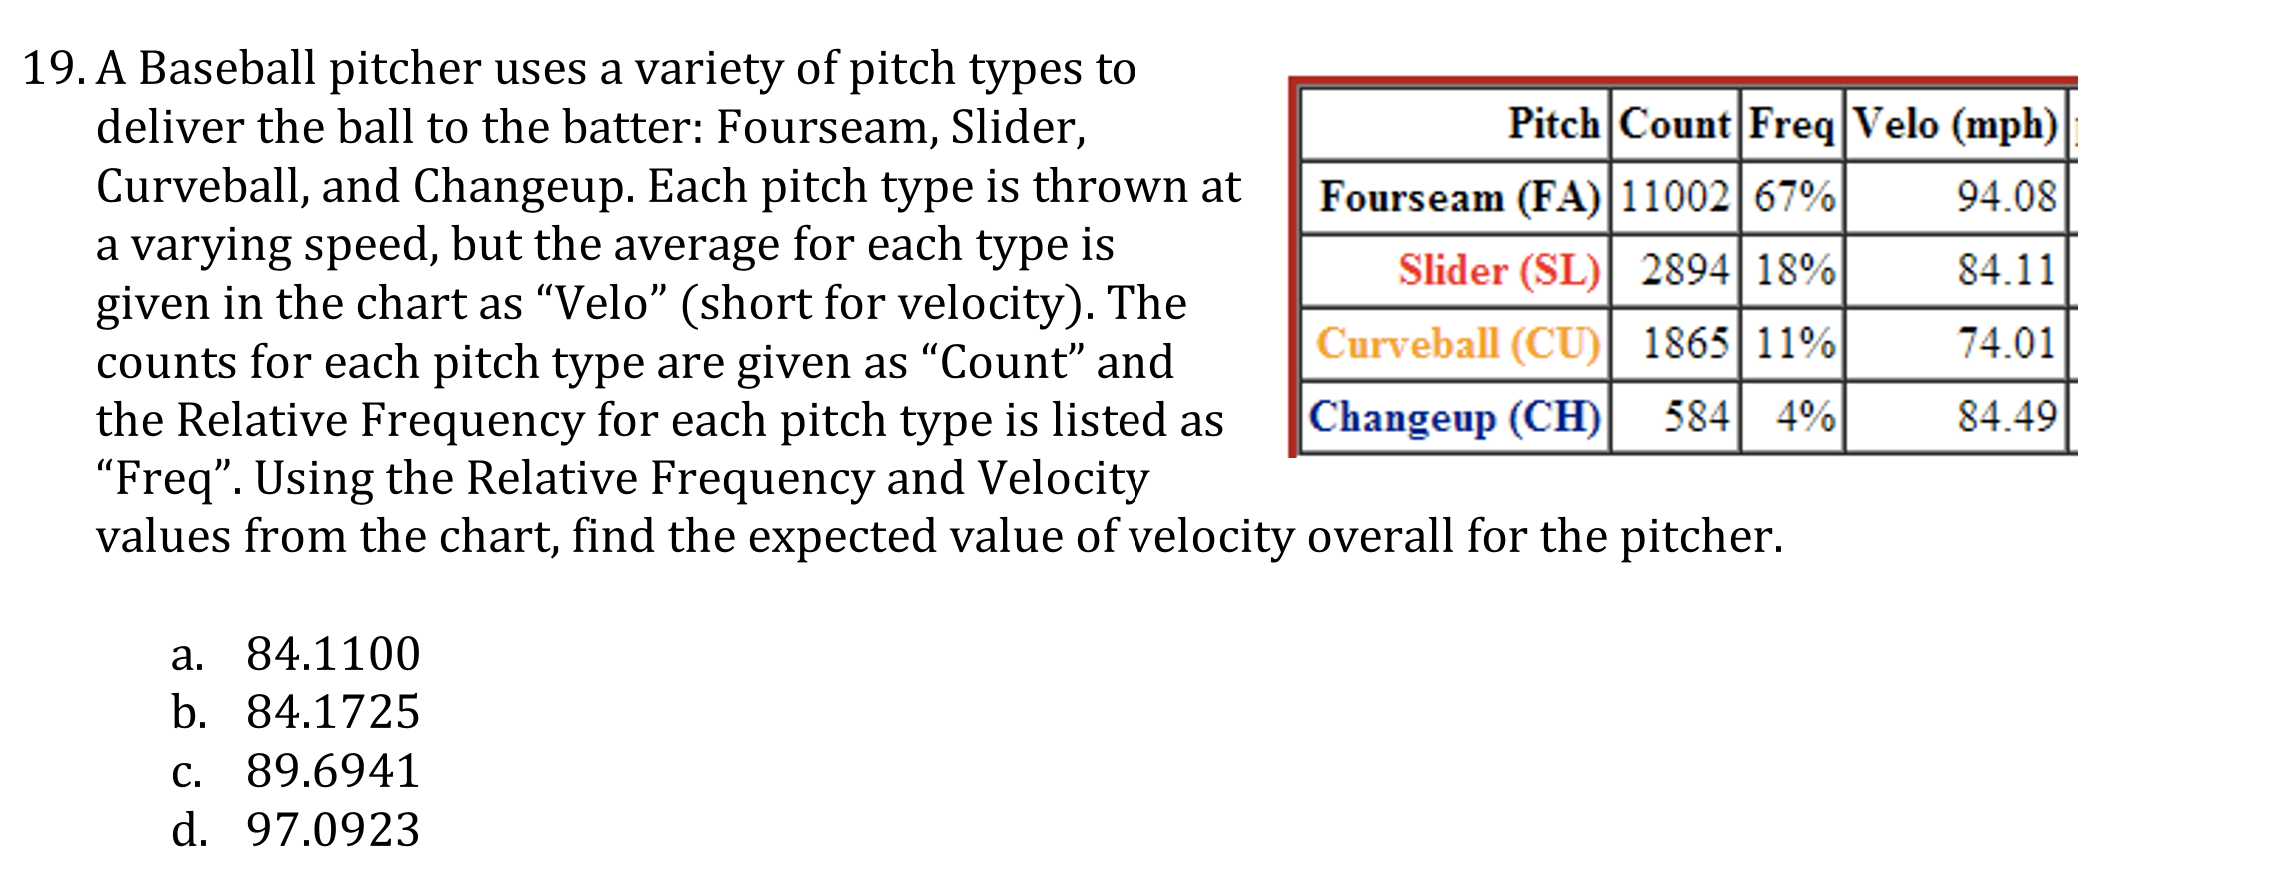 19. A Baseball pitcher uses a variety of pitch types to
deliver the ball to the batter: Fourseam, Slider,
Curveball, and Changeup. Each pitch type is thrown at
a varying speed, but the average for each type is
given in the chart as “Velo” (short for velocity). The
counts for each pitch type are given as “Count” and
the Relative Frequency for each pitch type is listed as
“Freq”. Using the Relative Frequency and Velocity
values from the chart, find the expected value of velocity overall for the pitcher.
Pitch Count Freq Velo (mph)
Fourseam (FA) 11002 67% 94.08
Slider (SL) 2894 18% 84.11
Curveball (CU) 1865 11% 74.01
Changeup (CH) 584 4% 84.49
a. 84.1100
b. 84.1725
c. 89.6941
d. 97.0923